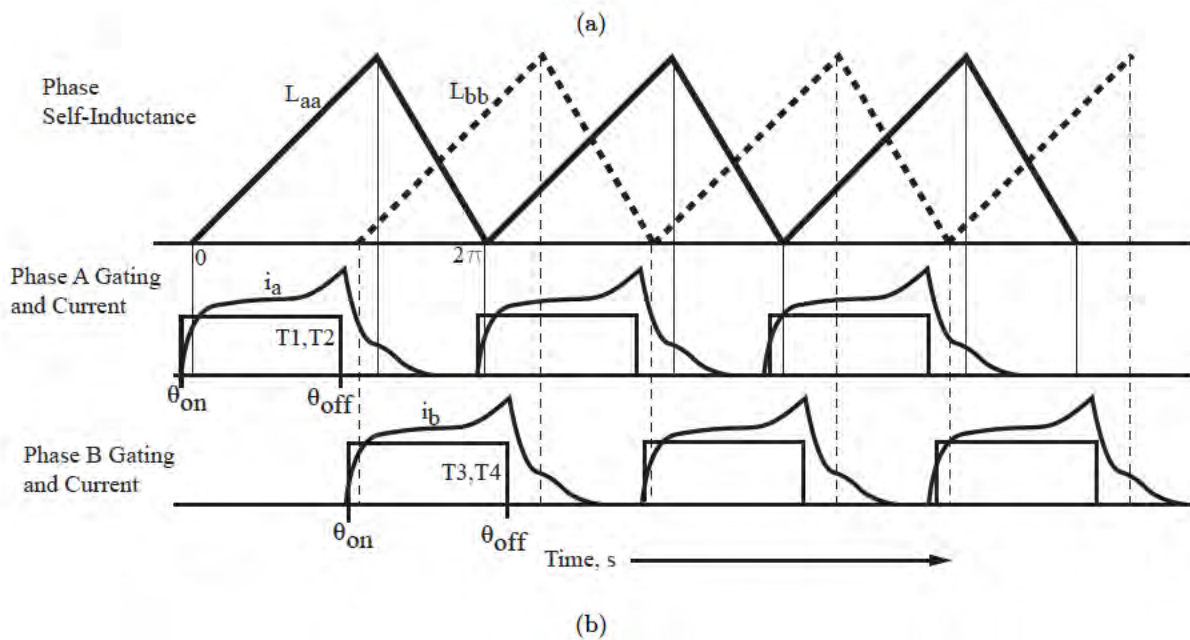 (a)
Phase
Self-Inductance
Laa
Lbb
0
2π
Phase A Gating
and Current
ia
T1,T2
θon
θoff
Phase B Gating
and Current
ib
T3,T4
θon
θoff
Time, s
(b)